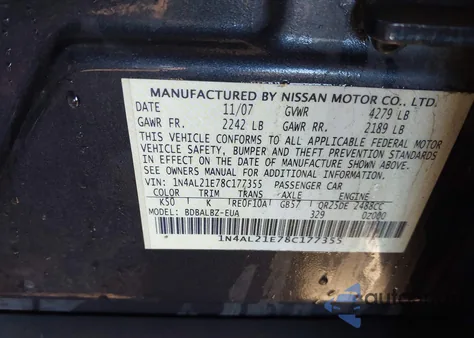 MANUFACTURED BY NISSAN MOTOR CO., LTD.
DATE 11/07 GVWR 4279 LB
GAWR FR. 2242 LB GAWR RR. 2189 LB
THIS VEHICLE CONFORMS TO ALL APPLICABLE FEDERAL MOTOR
VEHICLE SAFETY, BUMPER AND THEFT PREVENTION STANDARDS
IN EFFECT ON THE DATE OF MANUFACTURE SHOWN ABOVE.
SEE OWNERS MANUAL FOR ADDITIONAL INFORMATION
VIN: 1N4AL21E78C177355 PASSENGER CAR
COLOR TRIM TRANS AXLE ENGINE
K50 K RE0F10A GB57 QR25DE 2488CC
MODEL: BDBALBZ-EUA 329 0Z000
1N4AL21E78C177355